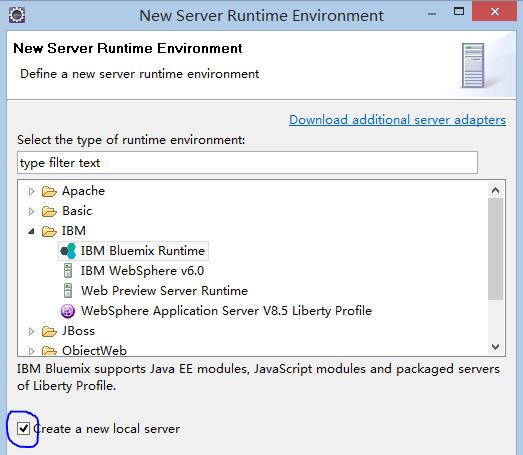 New Server Runtime Environment
New Server Runtime Environment
Define a new server runtime environment
Download additional server adapters
Select the type of runtime environment:
type filter text
Apache
Basic
IBM
IBM Bluemix Runtime
IBM WebSphere v6.0
Web Preview Server Runtime
WebSphere Application Server V8.5 Liberty Profile
JBoss
ObjectWeb
IBM Bluemix supports Java EE modules, JavaScript modules and packaged servers
of Liberty Profile.
Create a new local server